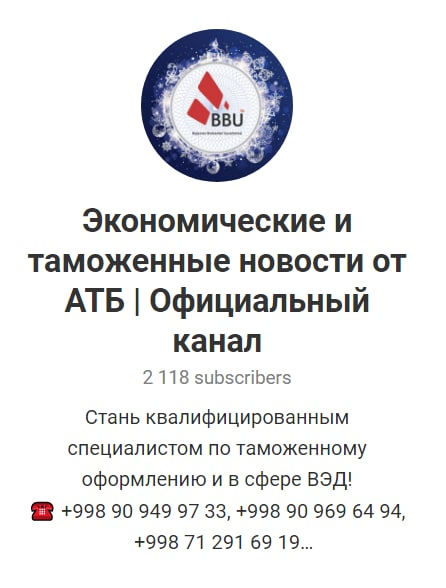 BBU
Экономические и
таможенные новости от
АТБ | Официальный
канал
2 118 subscribers
Стань квалифицированным
специалистом по таможенному
оформлению и в сфере ВЭД!
☎️ +998 90 949 97 33, +998 90 969 64 94,
+998 71 291 69 19...